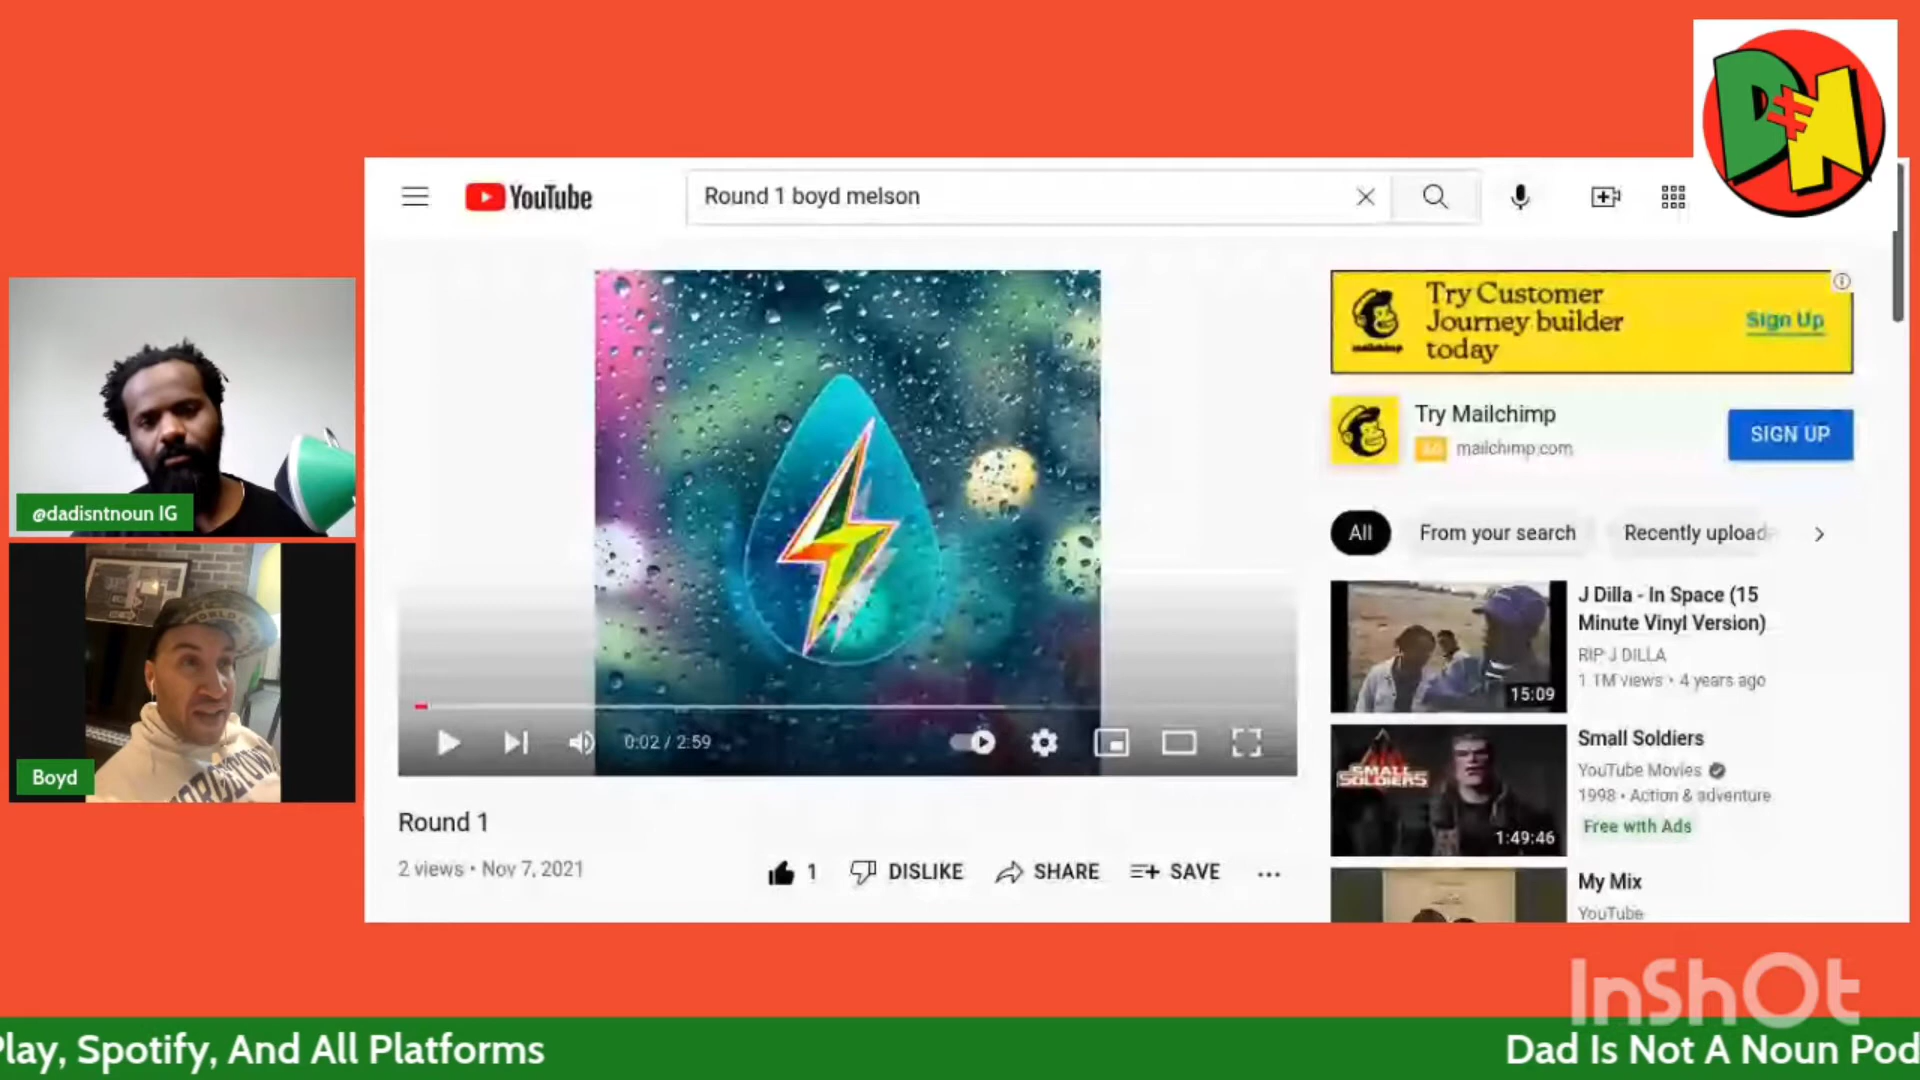 YouTube
Round 1 boyd melson
Try Customer
Journey builder
today
Sign Up
Try Mailchimp
Ad mailchimp.com
SIGN UP
All
From your search
Recently upload
@dadisntnoun IG
Boyd
0:02 / 2:59
J Dilla - In Space (15
Minute Vinyl Version)
RIP J DILLA
1.1M views • 4 years ago
15:09
SMALL
SOLDIERS
1:49:46
Small Soldiers
YouTube Movies
1998 • Action & adventure
Free with Ads
Round 1
2 views • Nov 7, 2021
1
DISLIKE
SHARE
SAVE
My Mix
YouTube
InShOt
Play, Spotify, And All Platforms
Dad Is Not A Noun Pod